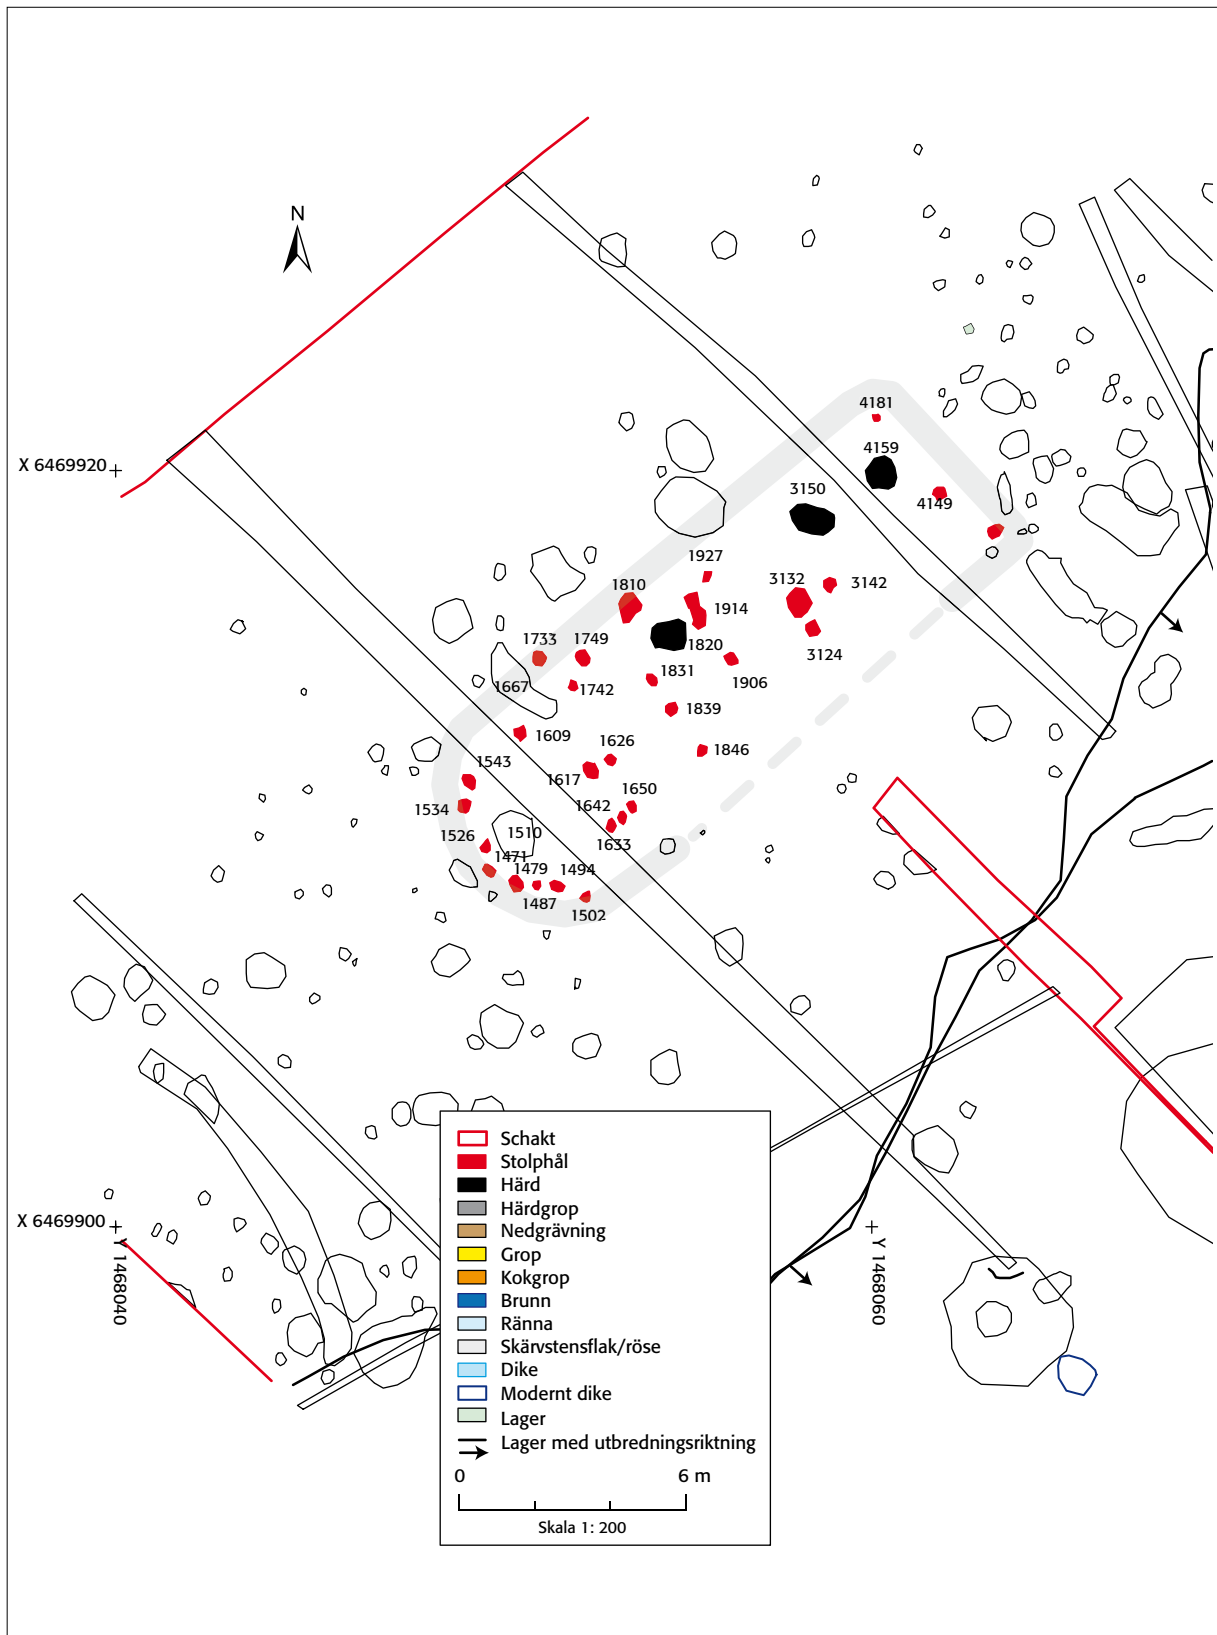 N
4181
X 6469920
4159
3150
4149
1927
1810
3132
3142
1914
1733
1749
1820
3124
1667
1742
1831
1906
1839
1609
1626
1846
1543
1617
1650
1534
1642
1526
1510
1633
1471
1479
1494
1487
1502
Schakt
Stolphål
Härd
Härdgrop
X 6469900
Nedgrävning
Y 1468040
Y 1468060
Grop
Kokgrop
Brunn
Ränna
Skärvstensflak/röse
Dike
Modernt dike
Lager
Lager med utbredningsriktning
0 6 m
Skala 1: 200